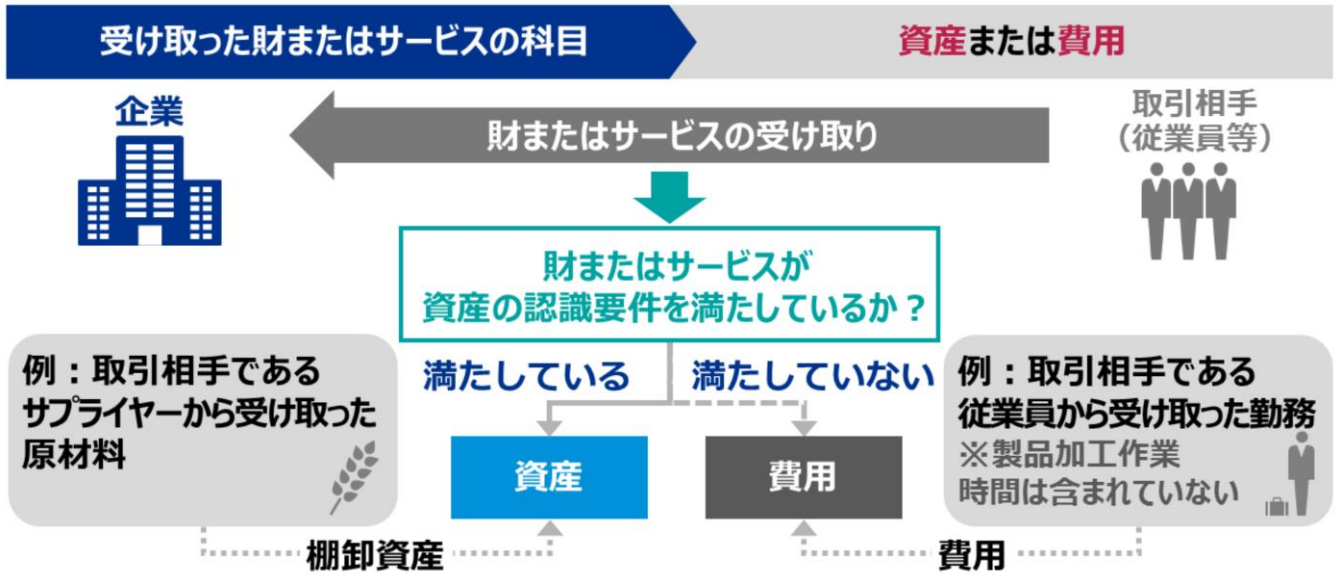 受け取った財またはサービスの科目
資産または費用
企業
財またはサービスの受け取り
取引相手
（従業員等）
財またはサービスが
資産の認識要件を満たしているか？
満たしている
満たしていない
例：取引相手である
サプライヤーから受け取った
原材料
資産
費用
例：取引相手である
従業員から受け取った勤務
※製品加工作業
時間は含まれていない
棚卸資産
費用